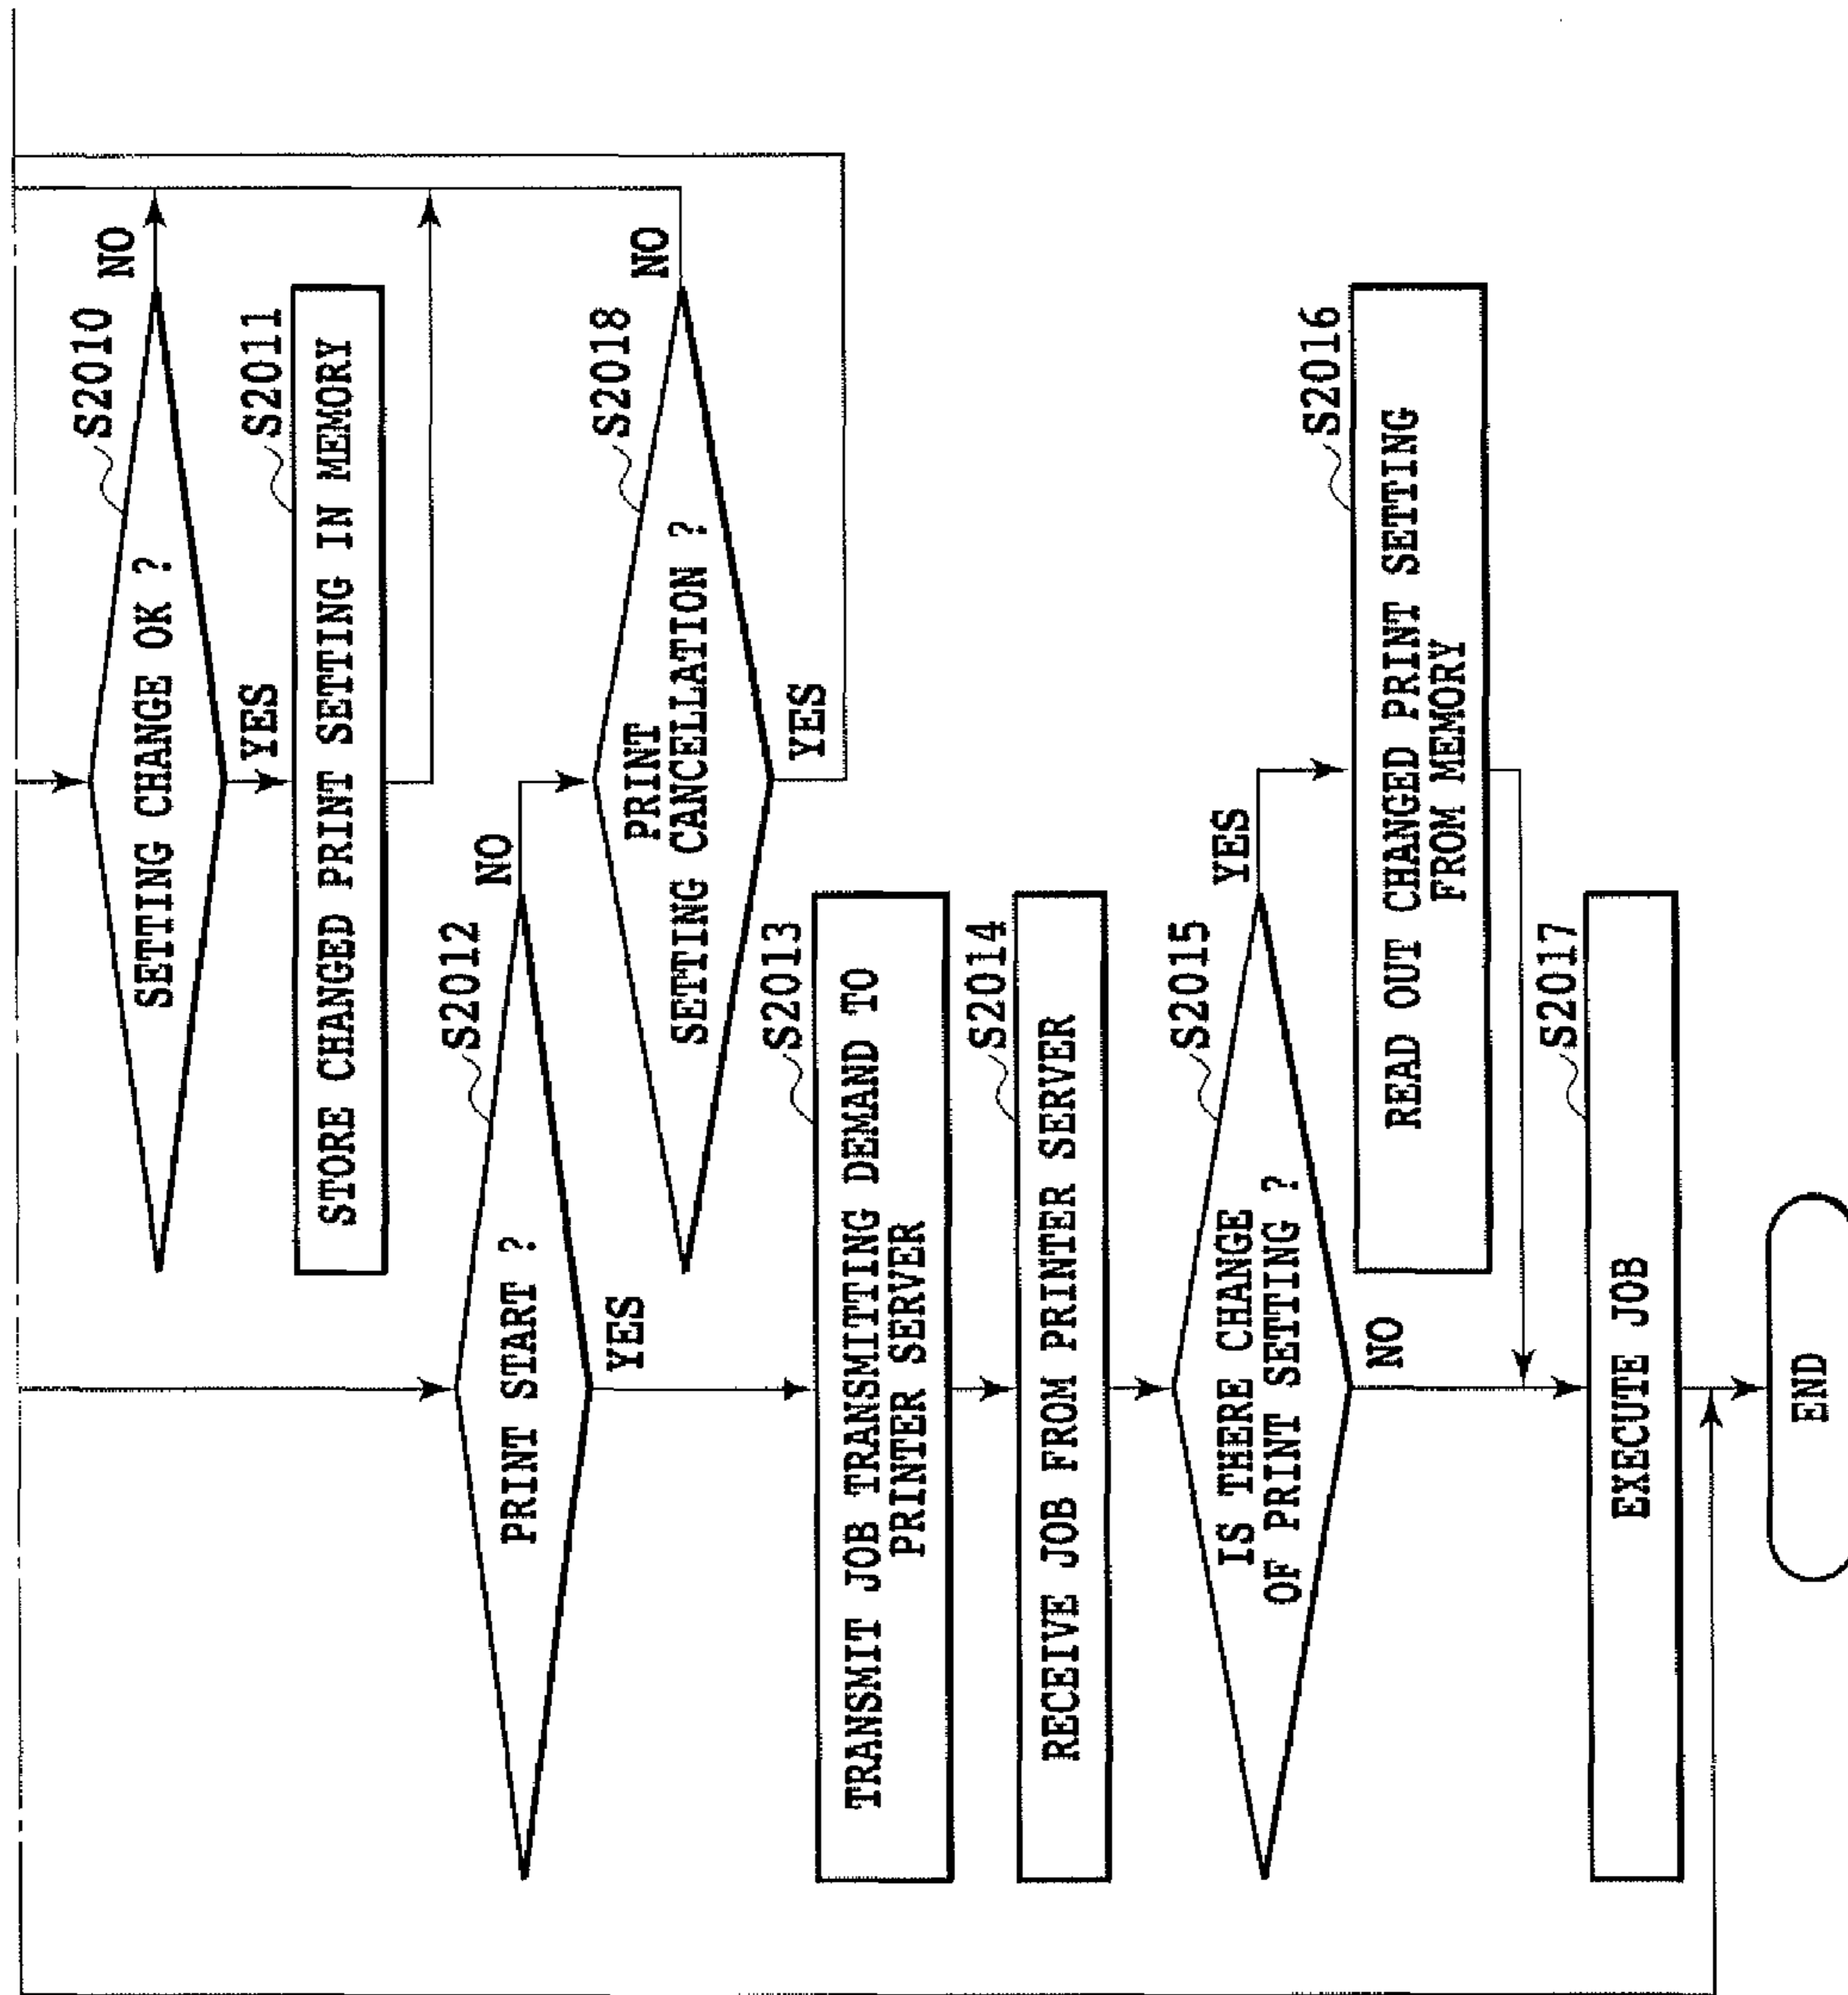 S2010
SETTING CHANGE OK ?
NO
YES
S2011
STORE CHANGED PRINT SETTING IN MEMORY
S2012
PRINT START ?
NO
YES
S2018
PRINT
SETTING CANCELLATION ?
NO
YES
S2013
TRANSMIT JOB TRANSMITTING DEMAND TO
PRINTER SERVER
S2014
RECEIVE JOB FROM PRINTER SERVER
S2015
IS THERE CHANGE
OF PRINT SETTING ?
YES
NO
S2016
READ OUT CHANGED PRINT SETTING
FROM MEMORY
S2017
EXECUTE JOB
END